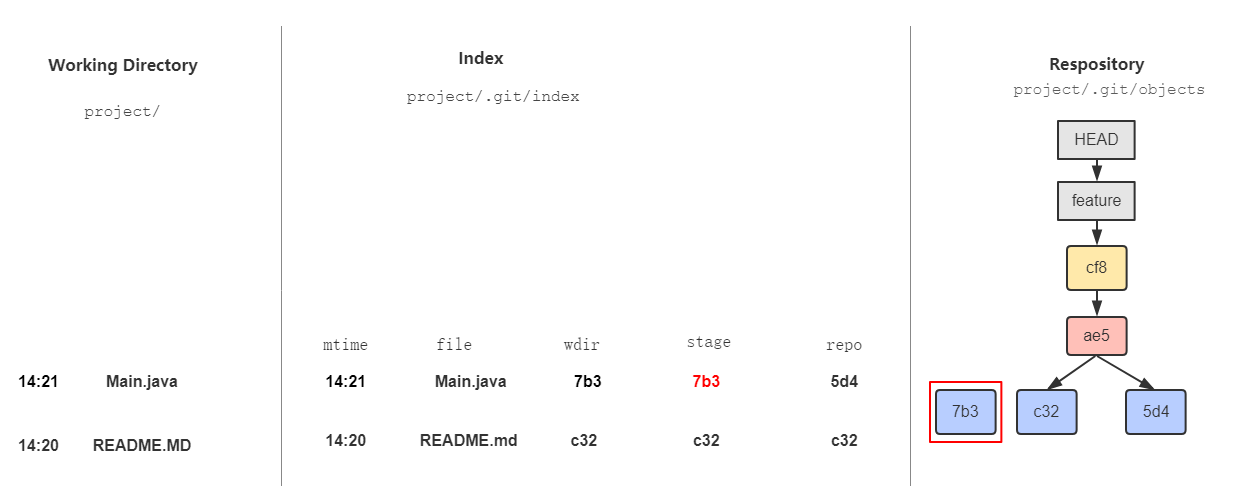 Working Directory
project/
14:21 Main.java
14:20 README.MD
Index
project/.git/index
mtime file wdir stage repo
14:21 Main.java 7b3 7b3 5d4
14:20 README.md c32 c32 c32
Respository
project/.git/objects
HEAD
feature
cf8
ae5
7b3 c32 5d4